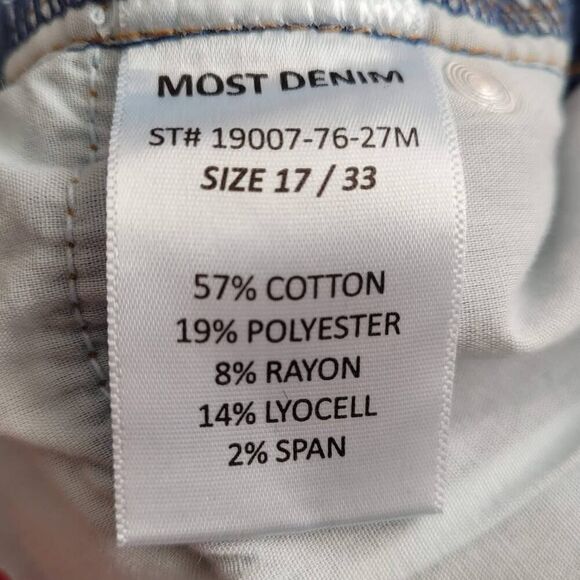 MOST DENIM
ST# 19007-76-27M
SIZE 17 / 33
57% COTTON
19% POLYESTER
8% RAYON
14% LYOCELL
2% SPAN